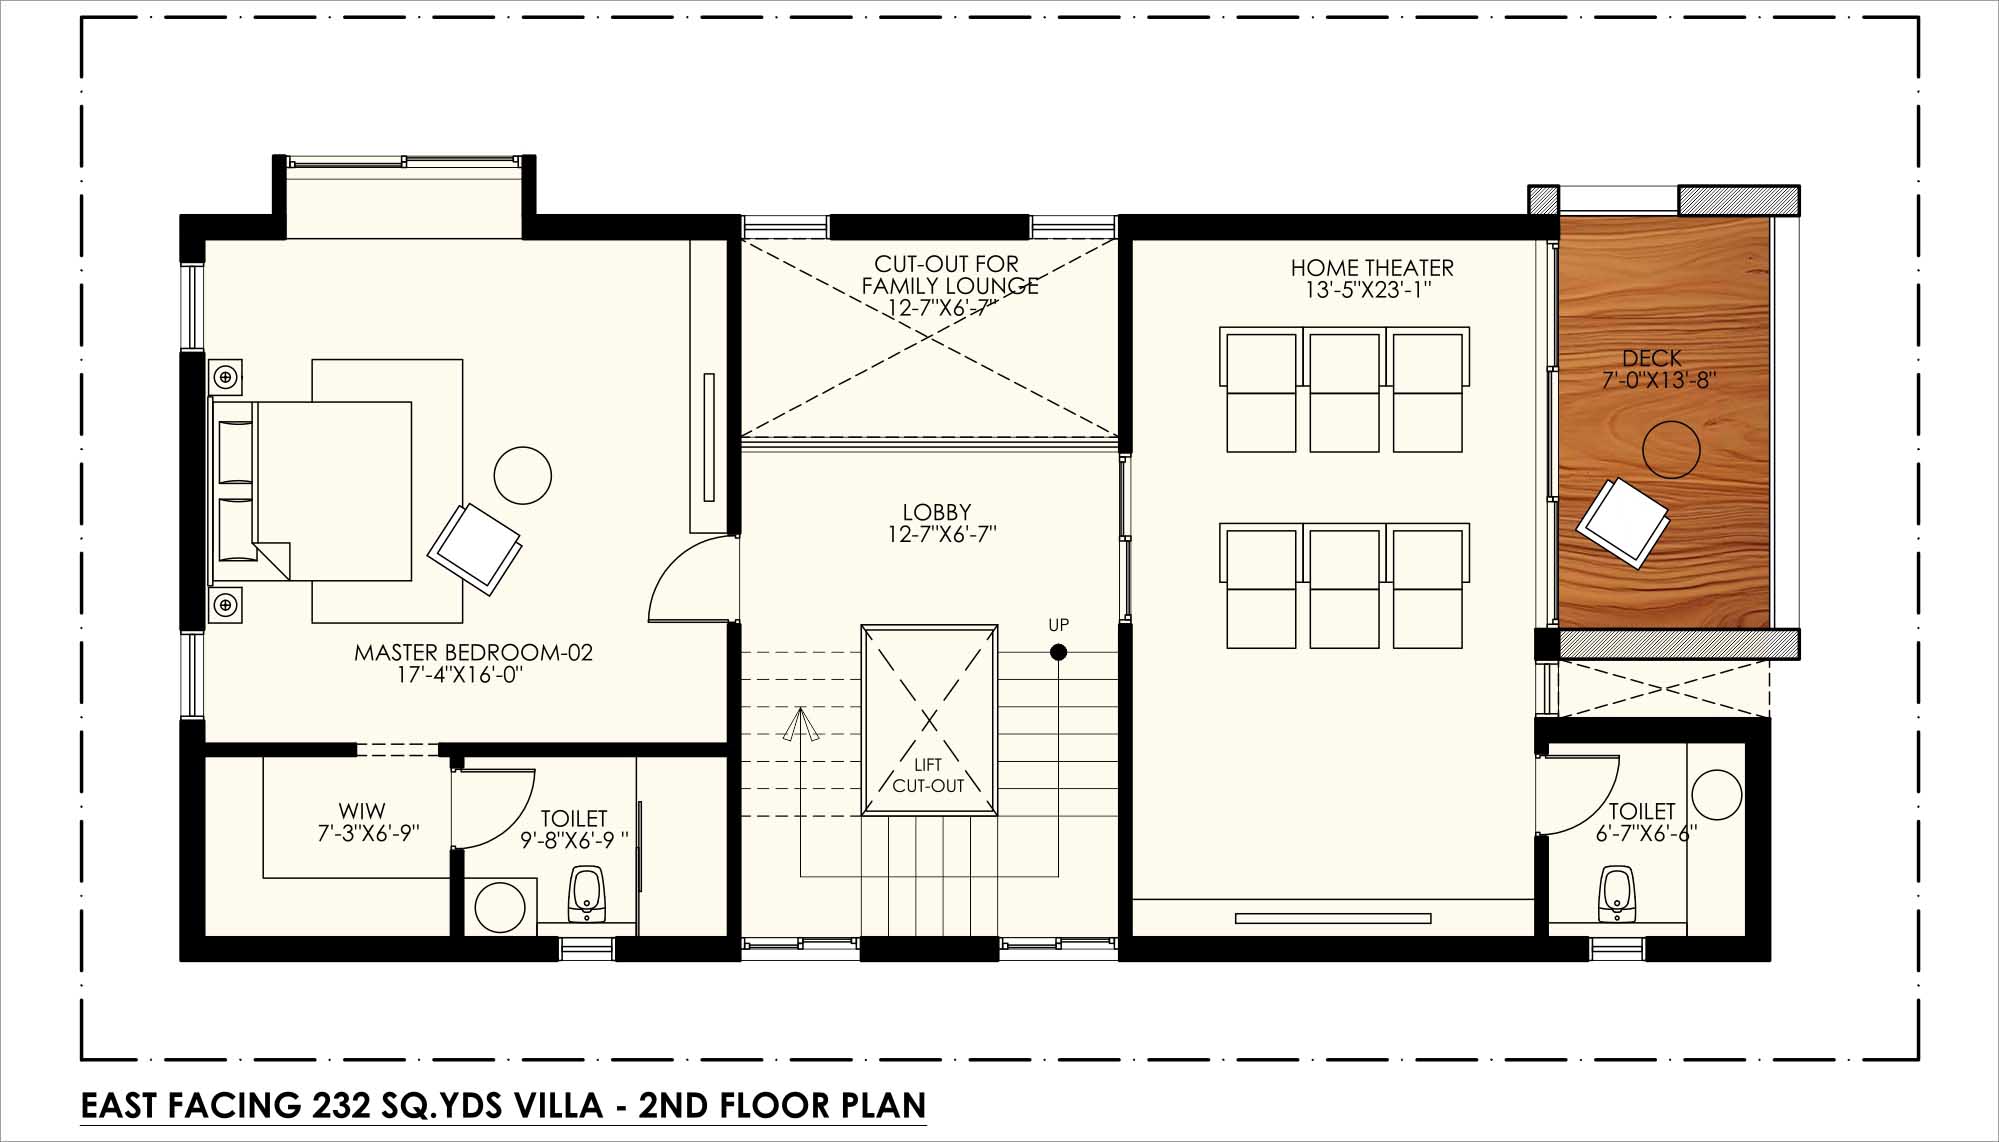 CUT-OUT FOR
FAMILY LOUNGE
12-7"X6'-7"
HOME THEATER
13'-5"X23'-1"
DECK
7'-0"X13'-8"
LOBBY
12-7"X6'-7"
UP
MASTER BEDROOM-02
17'-4"X16'-0"
LIFT
CUT-OUT
WIW
7'-3"X6'-9"
TOILET
9'-8"X6'-9 "
TOILET
6'-7"X6'-6"
EAST FACING 232 SQ.YDS VILLA - 2ND FLOOR PLAN